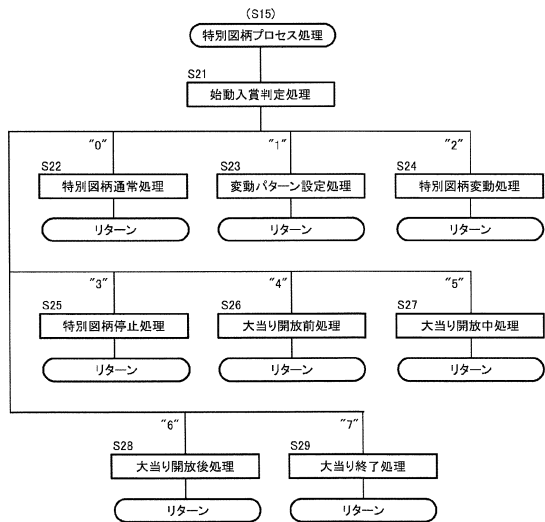 (S15)
特別図柄プロセス処理
S21
始動入賞判定処理
"0" "1" "2"
S22 S23 S24
特別図柄通常処理 変動パターン設定処理 特別図柄変動処理
リターン リターン リターン
"3" "4" "5"
S25 S26 S27
特別図柄停止処理 大当り開放前処理 大当り開放中処理
リターン リターン リターン
"6" "7"
S28 S29
大当り開放後処理 大当り終了処理
リターン リターン